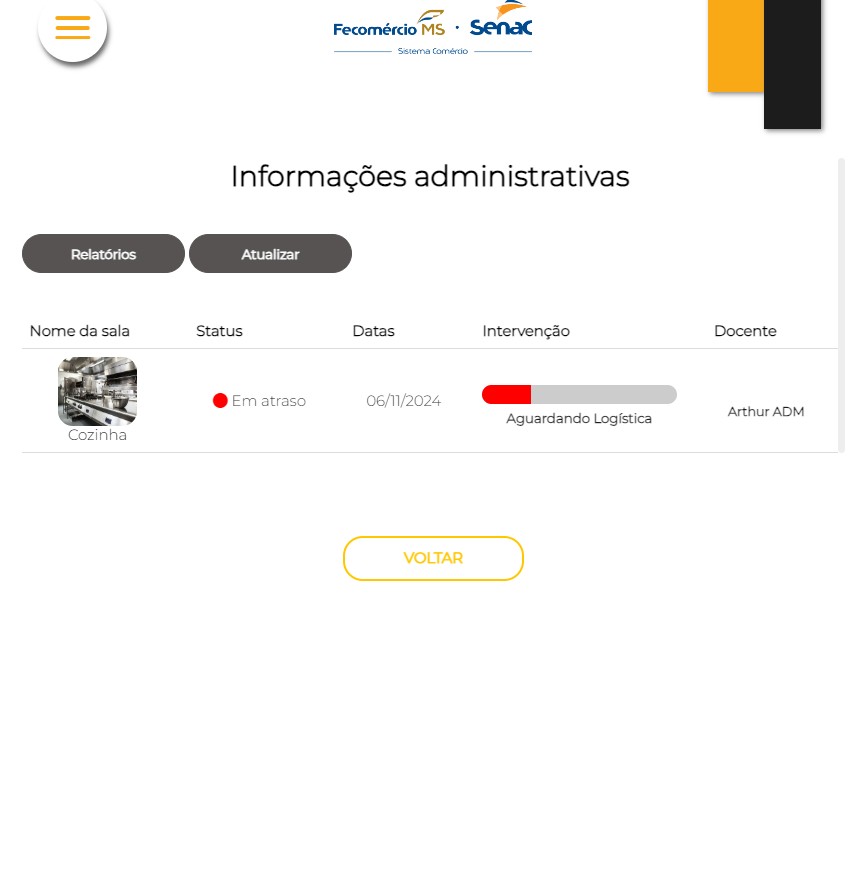 Fecomércio MS · Senac
Sistema Comércio
Informações administrativas
Relatórios Atualizar
Nome da sala Status Datas Intervenção Docente
Em atraso 06/11/2024
Aguardando Logística Arthur ADM
Cozinha
VOLTAR